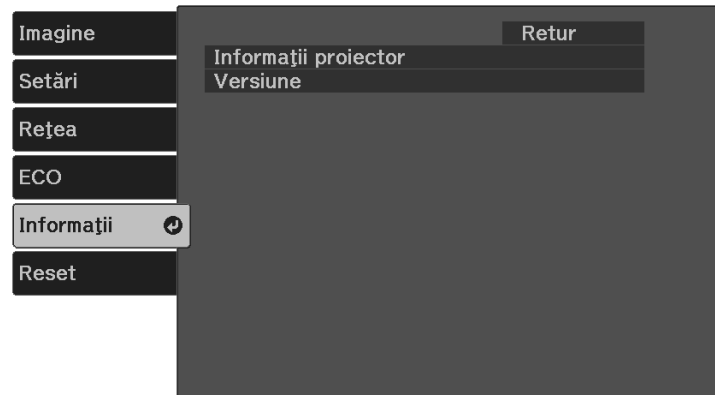 Imagine
Setări
Reţea
ECO
Informaţii
Reset
Retur
Informaţii proiector
Versiune